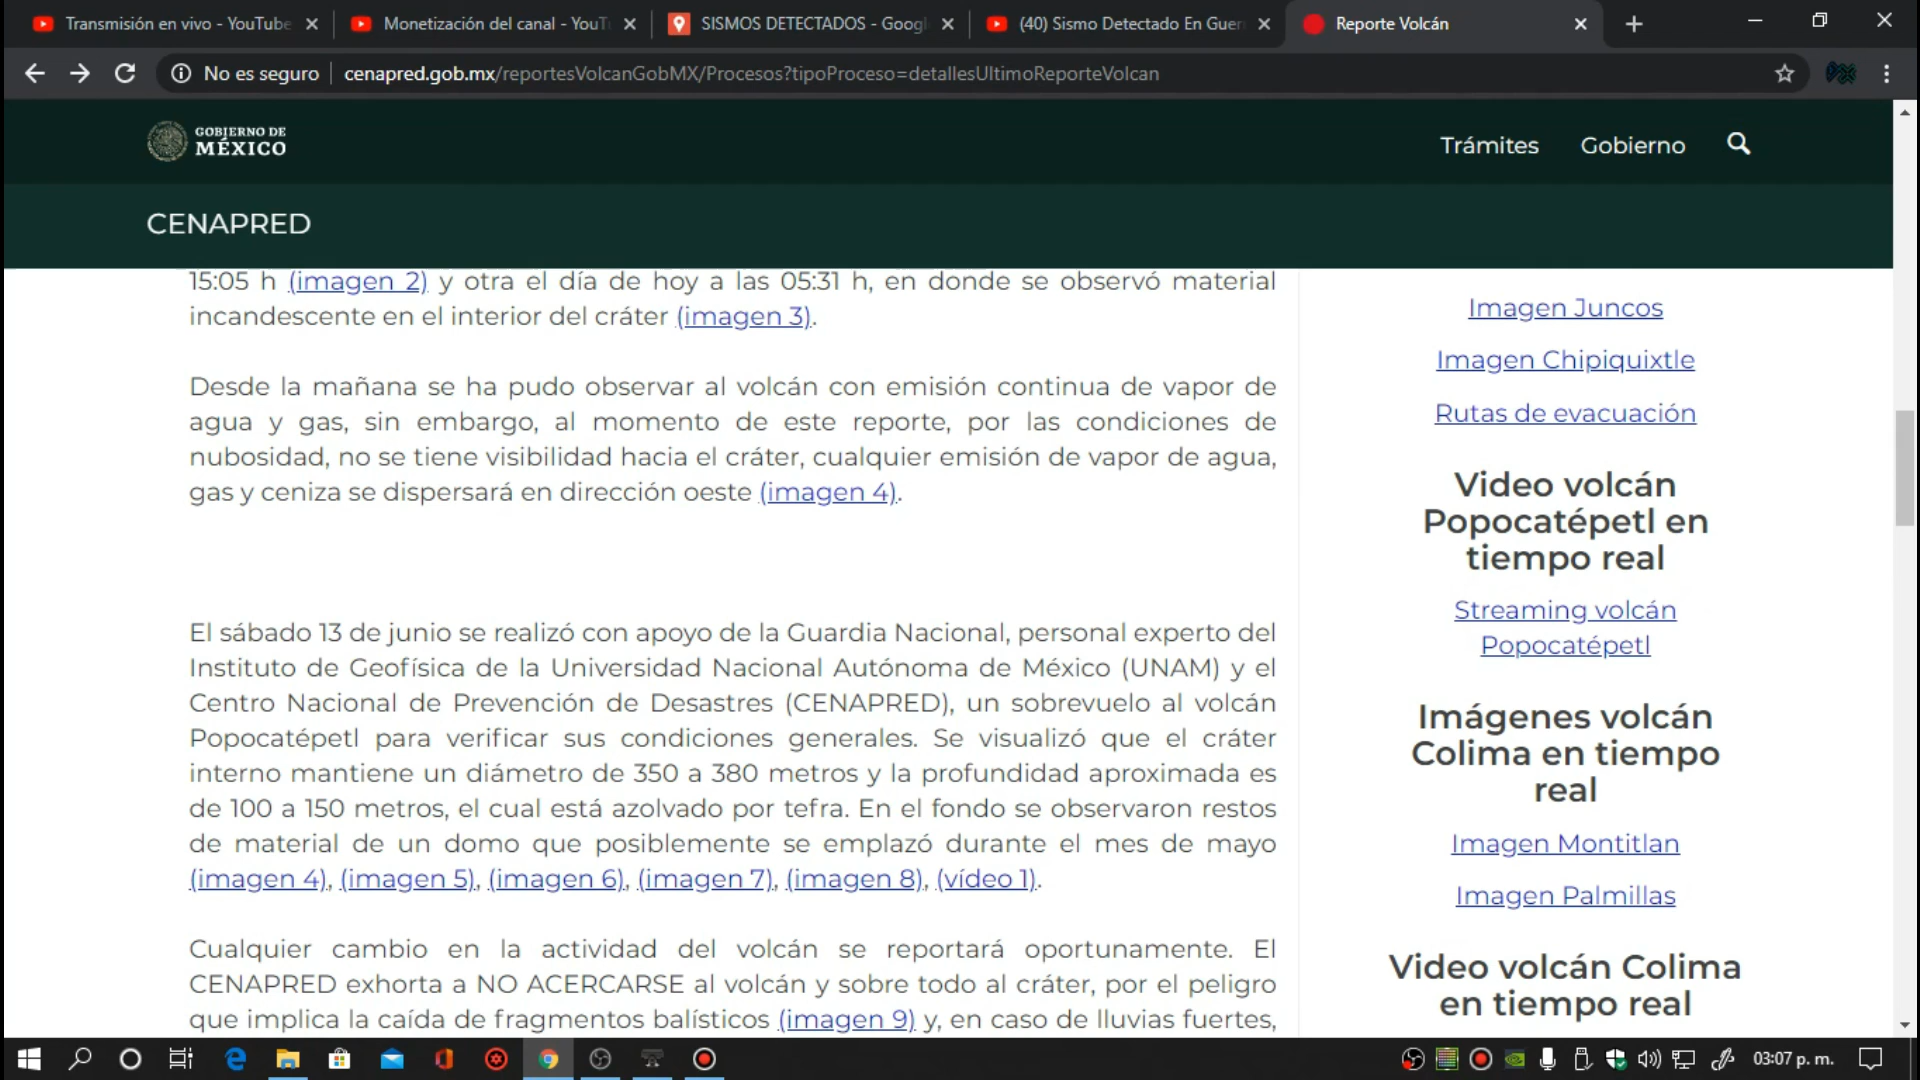 Transmisión en vivo - YouTube
Monetización del canal - YouT
SISMOS DETECTADOS - Googl
(40) Sismo Detectado En Guer
Reporte Volcán
No es seguro
cenapred.gob.mx/reportesVolcanGobMX/Procesos?tipoProceso=detallesUltimoReporteVolcan
GOBIERNO DE
MÉXICO
Trámites
Gobierno
CENAPRED
15:05 h (imagen 2) y otra el día de hoy a las 05:31 h, en donde se observó material
incandescente en el interior del cráter (imagen 3).
Desde la mañana se ha pudo observar al volcán con emisión continua de vapor de
agua y gas, sin embargo, al momento de este reporte, por las condiciones de
nubosidad, no se tiene visibilidad hacia el cráter, cualquier emisión de vapor de agua,
gas y ceniza se dispersará en dirección oeste (imagen 4).
El sábado 13 de junio se realizó con apoyo de la Guardia Nacional, personal experto del
Instituto de Geofísica de la Universidad Nacional Autónoma de México (UNAM) y el
Centro Nacional de Prevención de Desastres (CENAPRED), un sobrevuelo al volcán
Popocatépetl para verificar sus condiciones generales. Se visualizó que el cráter
interno mantiene un diámetro de 350 a 380 metros y la profundidad aproximada es
de 100 a 150 metros, el cual está azolvado por tefra. En el fondo se observaron restos
de material de un domo que posiblemente se emplazó durante el mes de mayo
(imagen 4), (imagen 5), (imagen 6), (imagen 7), (imagen 8), (vídeo 1).
Cualquier cambio en la actividad del volcán se reportará oportunamente. El
CENAPRED exhorta a NO ACERCARSE al volcán y sobre todo al cráter, por el peligro
que implica la caída de fragmentos balísticos (imagen 9) y, en caso de lluvias fuertes,
Imagen Juncos
Imagen Chipiquixtle
Rutas de evacuación
Video volcán
Popocatépetl en
tiempo real
Streaming volcán
Popocatépetl
Imágenes volcán
Colima en tiempo
real
Imagen Montitlan
Imagen Palmillas
Video volcán Colima
en tiempo real
03:07 p. m.